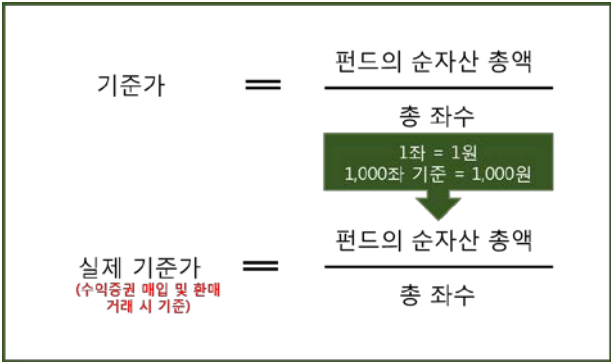 기준가 = 펀드의 순자산 총액
총 좌수
1좌 = 1원
1,000좌 기준 = 1,000원
실제 기준가 = 펀드의 순자산 총액
(수익증권 매입 및 환매
거래 시 기준)
총 좌수